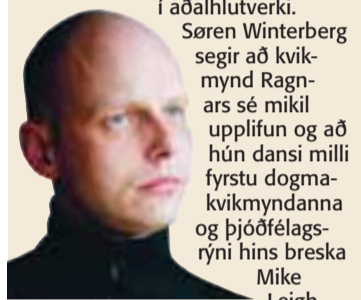 í aðalhlutverki.
Søren Winterberg
segir að kvik-
mynd Ragn-
ars sé mikil
upplifun og að
hún dansi milli
fyrstu dogma-
kvikmyndanna
og þjóðfélags-
rýni hins breska
Mike
Leigh